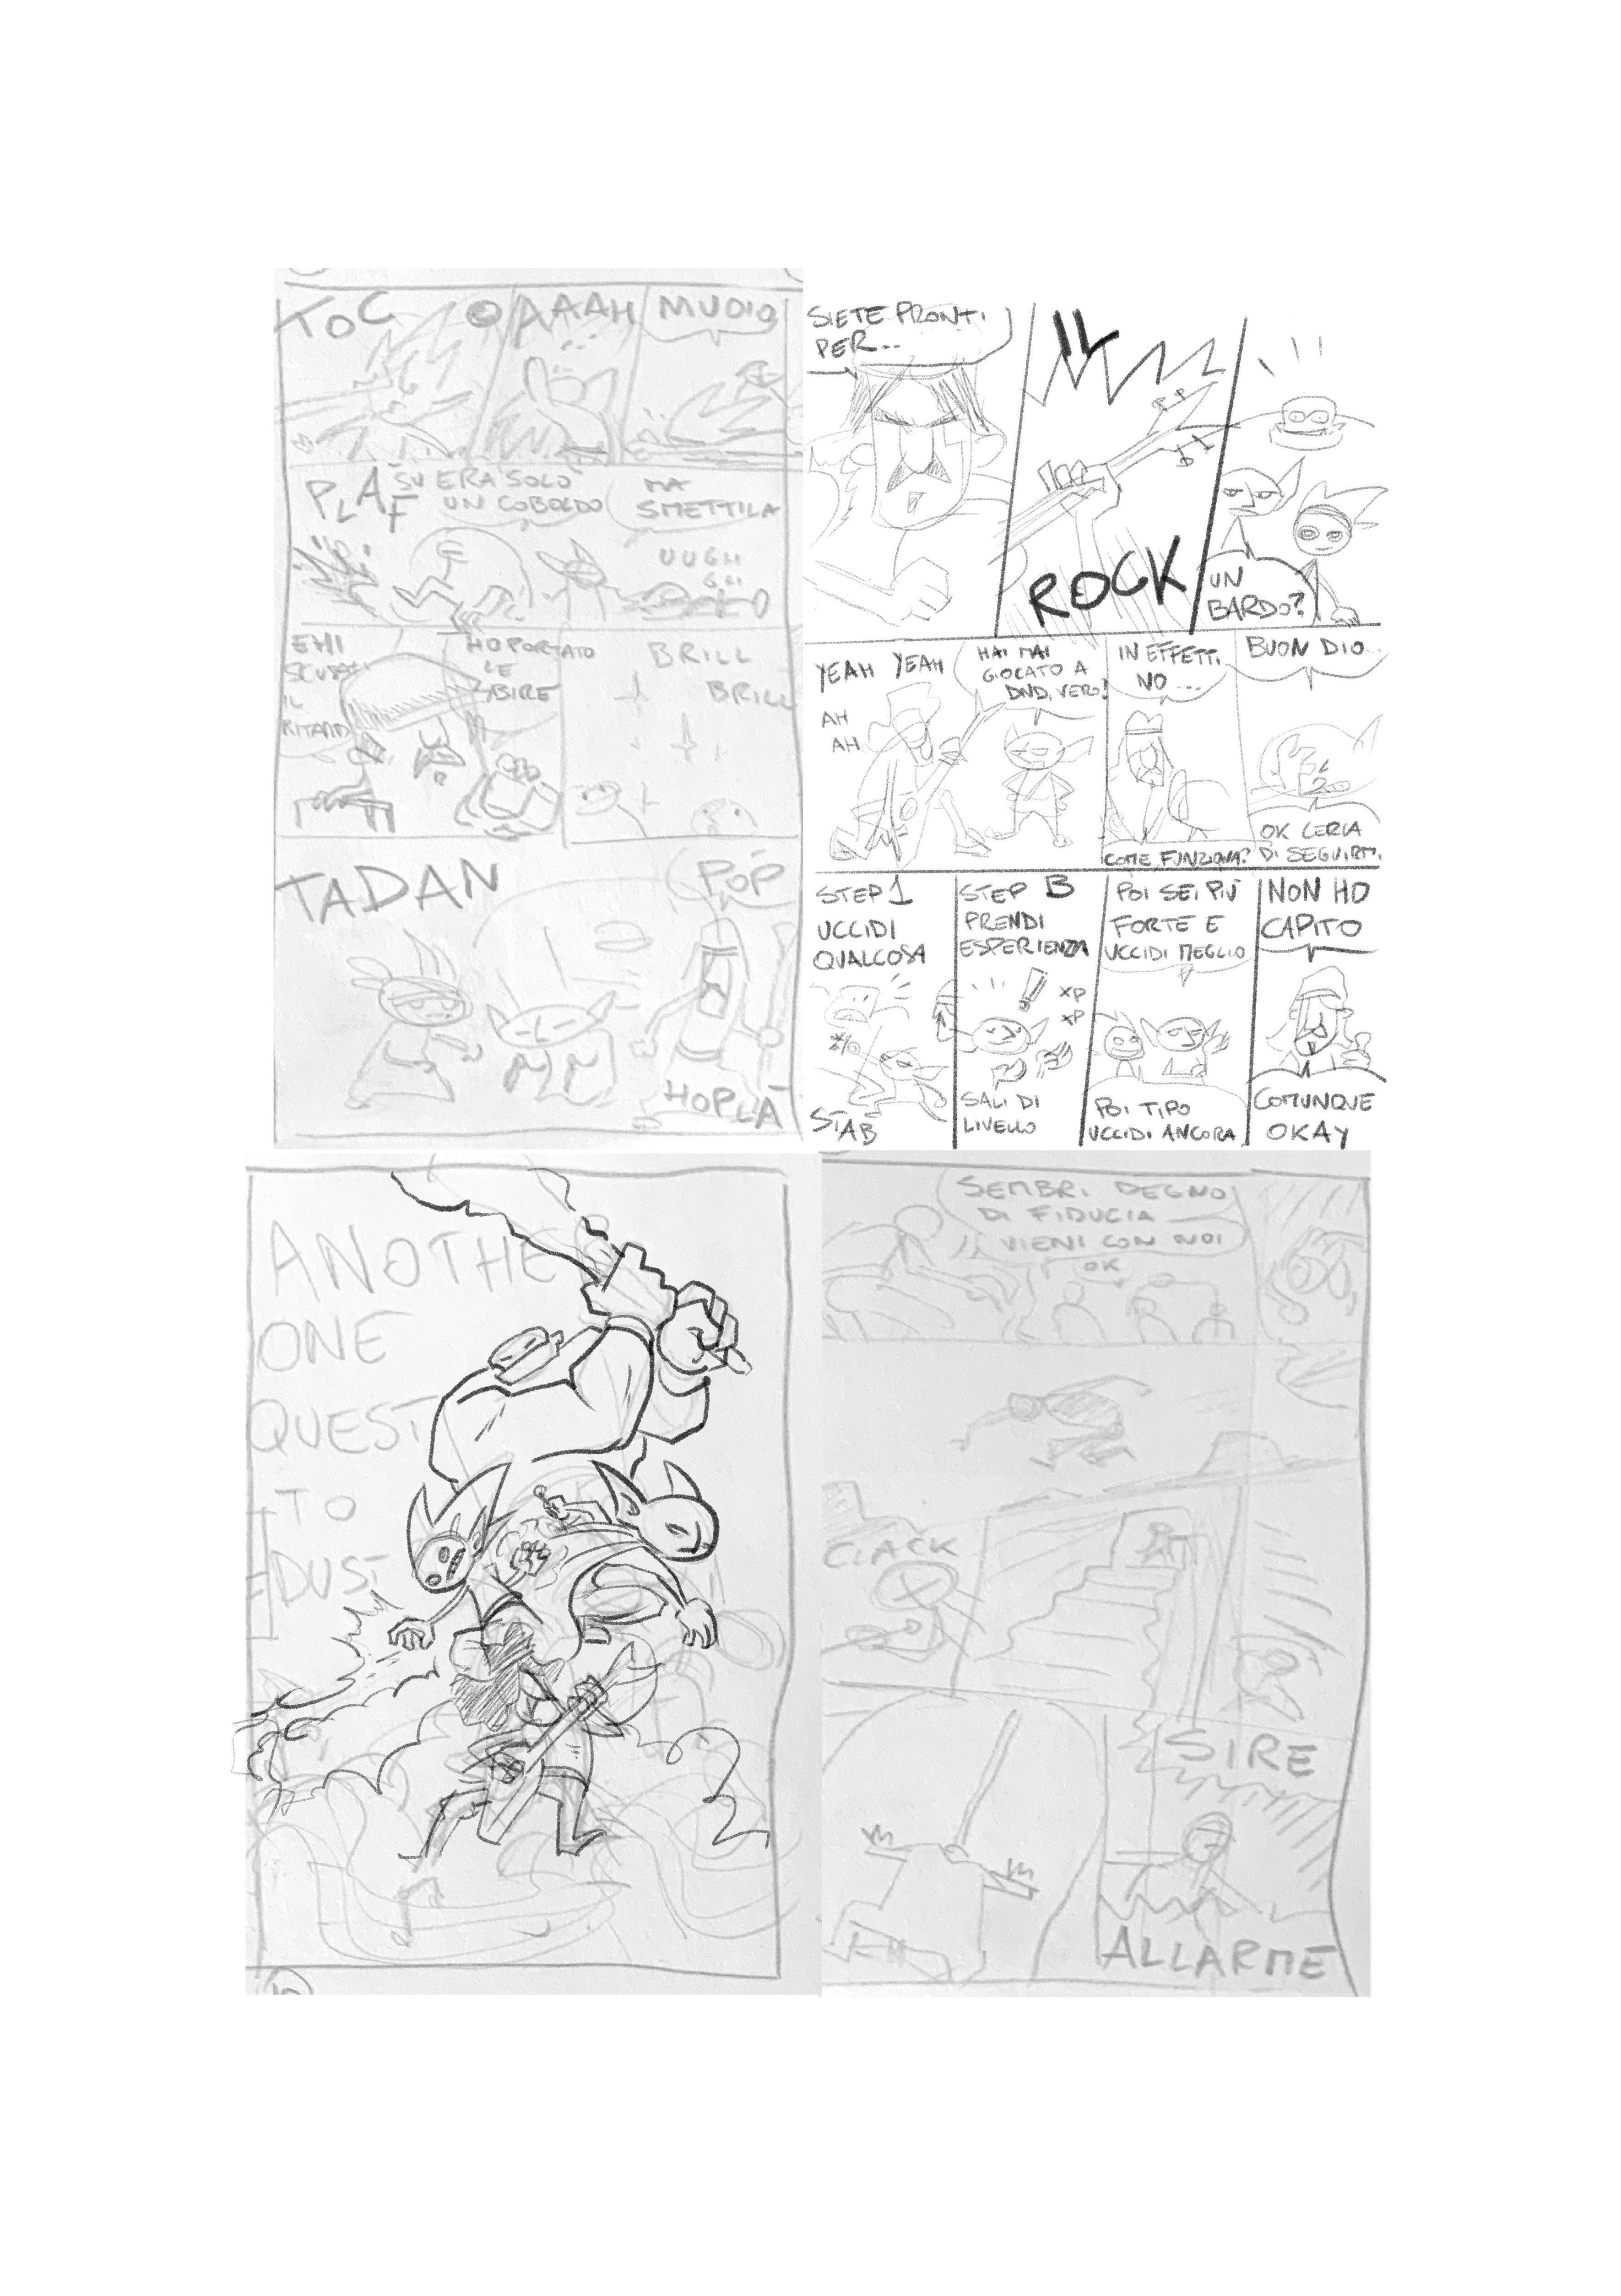 TOC
AAAH
MUOIO
PLAF
SU ERA SOLO
UN COBOLDO
MA
SMETTILA
UUGH
EHI
SCUSATE
IL
RITARDO
HO PORTATO
LE
BIRE
BRILL
BRILL
TADAN
POP
HOPLÀ
SIETE PRONTI
PER...
IL
ROCK
UN
BARDO?
YEAH YEAH
AH
AH
HAI MAI
GIOCATO A
DND, VERO?
IN EFFETTI
NO...
COME FUNZIONA?
BUON DIO...
OK CERCA
DI SEGUIRMI.
STEP 1
UCCIDI
QUALCOSA
STAB
STEP B
PRENDI
ESPERIENZA
XP
XP
SALI DI
LIVELLO
POI SEI PIÙ
FORTE E
UCCIDI MEGLIO
POI TIPO
UCCIDI ANCORA
NON HO
CAPITO
COMUNQUE
OKAY
ANOTHE
ONE
QUEST
TO
DUST
SEMBRI DEGNO
DI FIDUCIA
VIENI CON NOI
OK
CLACK
SIRE
ALLARME